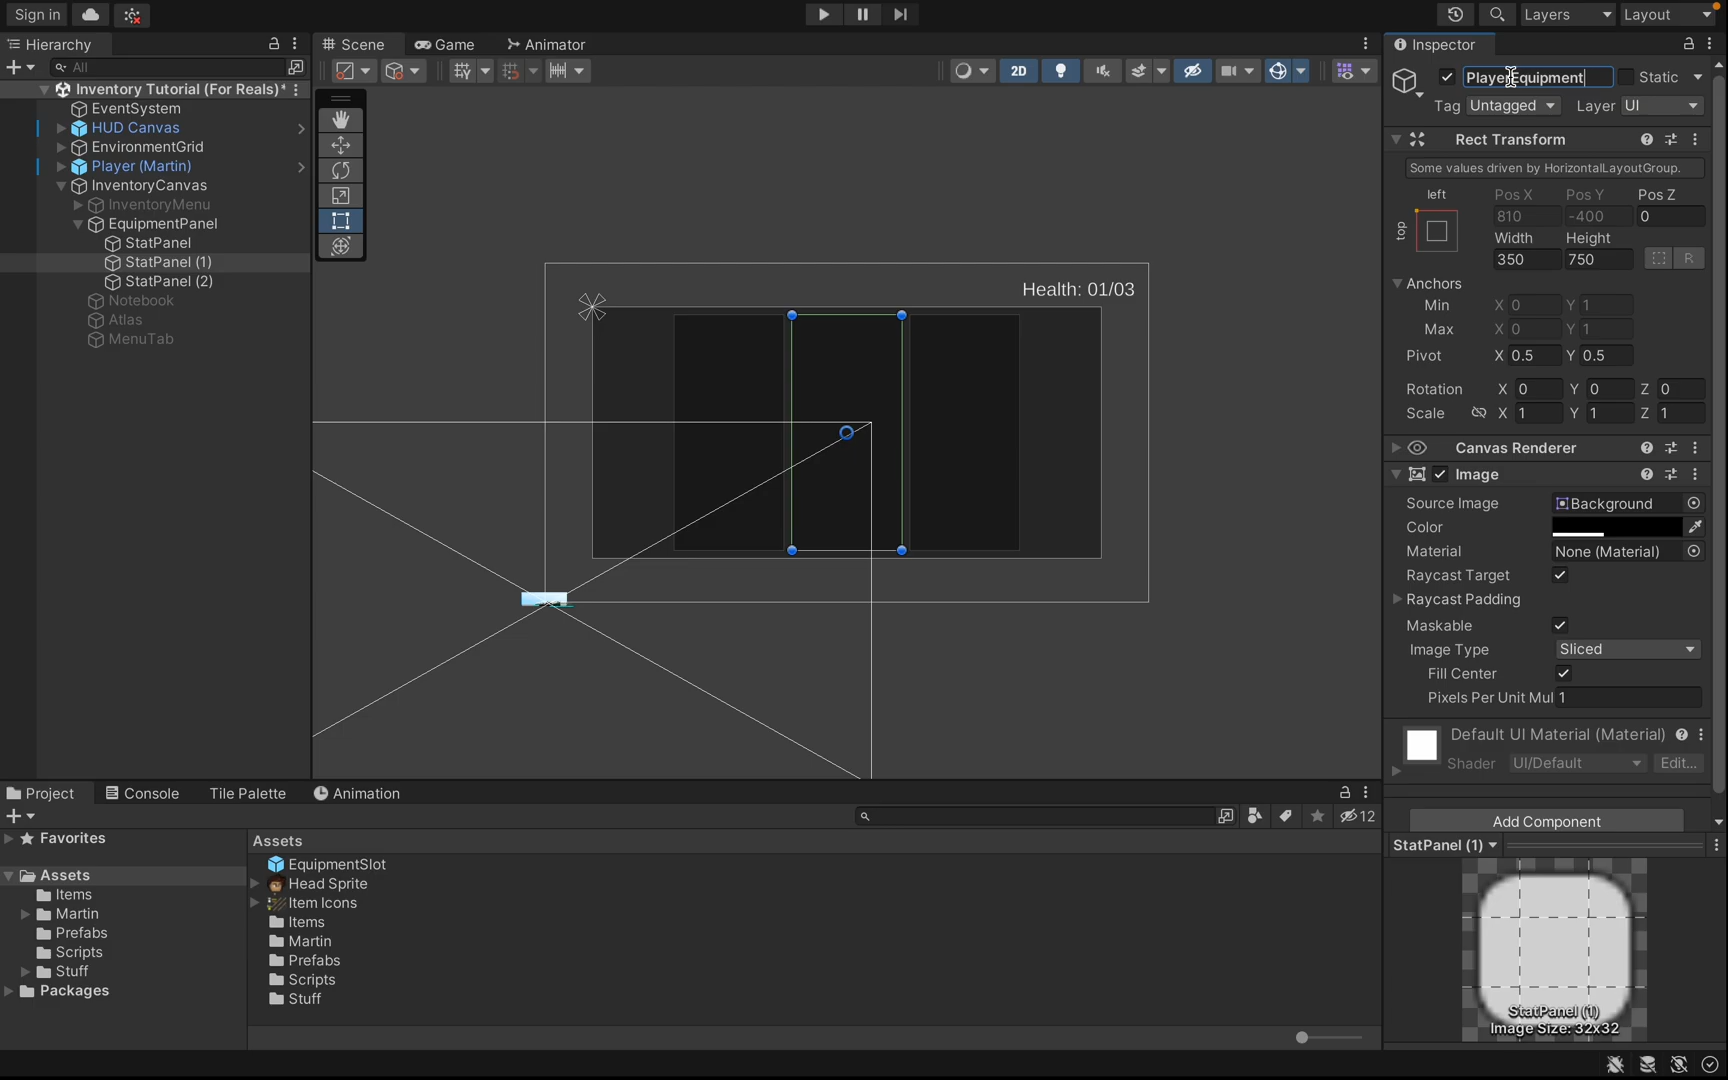 Sign in
Layers
Layout
Hierarchy
Scene
Game
Animator
Inspector
All
2D
PlayerEquipment
Static
Tag Untagged
Layer UI
Inventory Tutorial (For Reals)*
EventSystem
HUD Canvas
EnvironmentGrid
Player (Martin)
InventoryCanvas
InventoryMenu
EquipmentPanel
StatPanel
StatPanel (1)
StatPanel (2)
Notebook
Atlas
MenuTab
Health: 01/03
Rect Transform
Some values driven by HorizontalLayoutGroup.
left
top
Pos X
Pos Y
Pos Z
810
-400
0
Width
Height
350
750
R
Anchors
Min X 0 Y 1
Max X 0 Y 1
Pivot X 0.5 Y 0.5
Rotation X 0 Y 0 Z 0
Scale X 1 Y 1 Z 1
Canvas Renderer
Image
Source Image Background
Color
Material None (Material)
Raycast Target
Raycast Padding
Maskable
Image Type Sliced
Fill Center
Pixels Per Unit Mul 1
Default UI Material (Material)
Shader UI/Default Edit...
Add Component
StatPanel (1)
StatPanel (1)
Image Size: 32x32
Project
Console
Tile Palette
Animation
12
Favorites
Assets
Items
Martin
Prefabs
Scripts
Stuff
Packages
Assets
EquipmentSlot
Head Sprite
Item Icons
Items
Martin
Prefabs
Scripts
Stuff